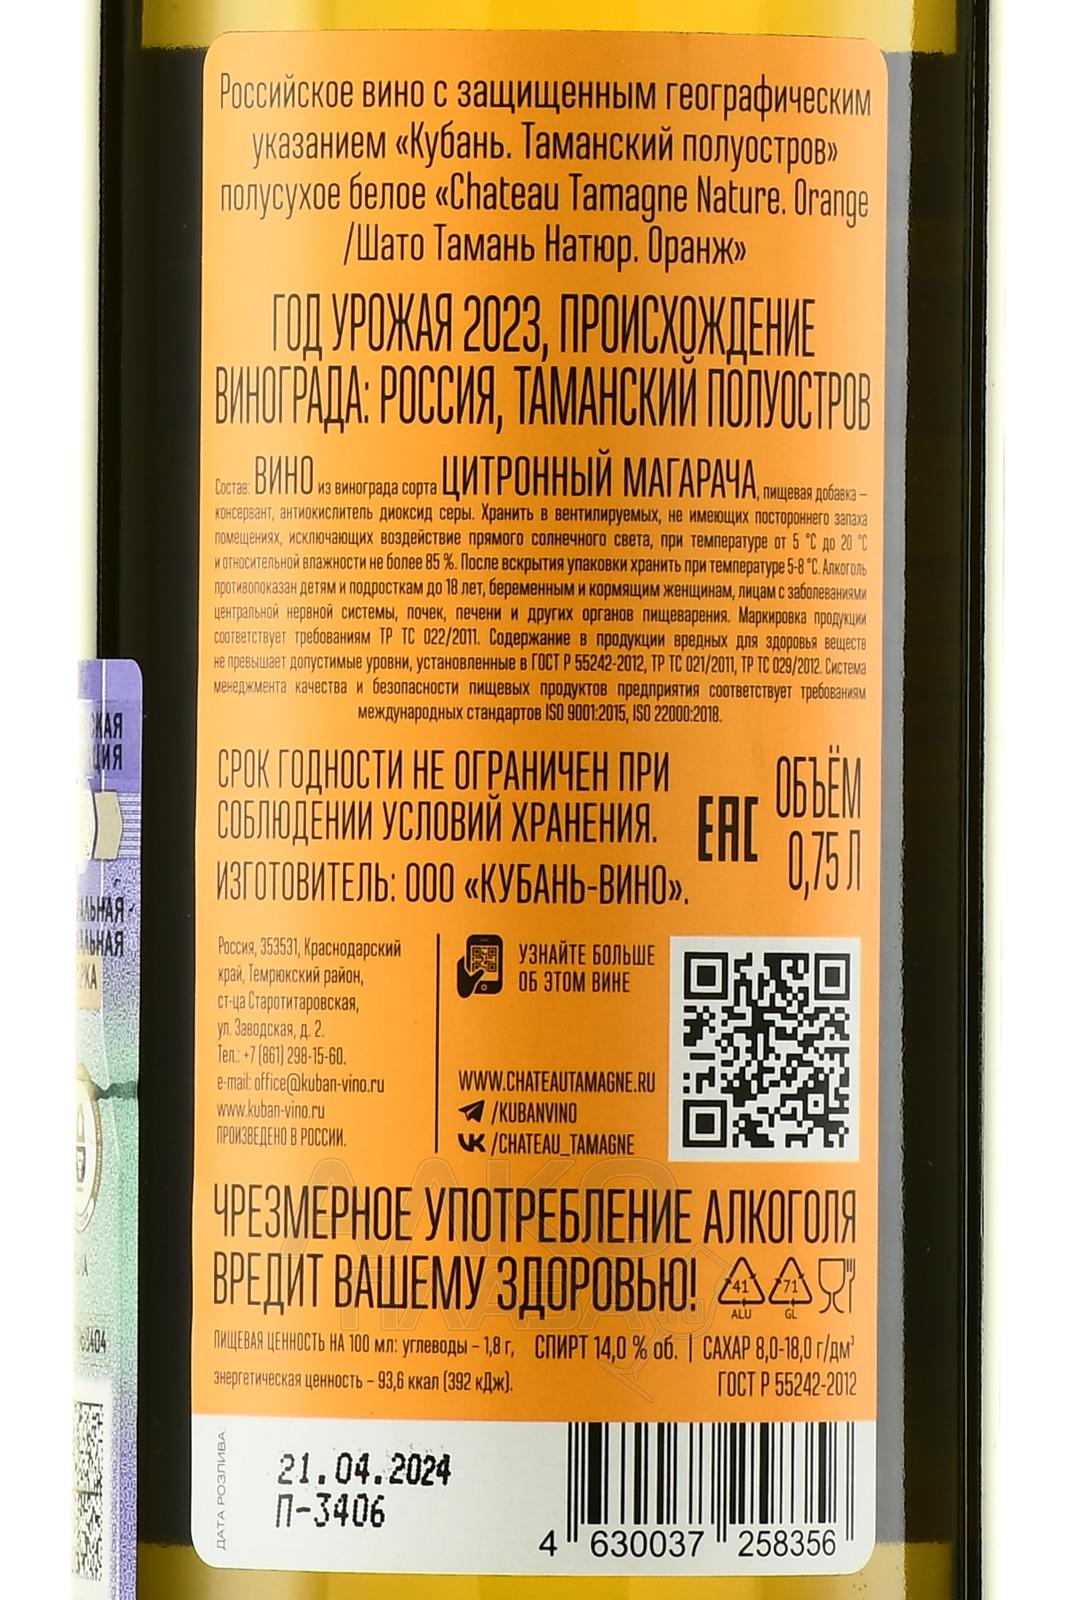 Российское вино с защищенным географическим
указанием «Кубань. Таманский полуостров»
полусухое белое «Chateau Tamagne Nature. Orange
/Шато Тамань Натюр. Оранж»
ГОД УРОЖАЯ 2023, ПРОИСХОЖДЕНИЕ
ВИНОГРАДА: РОССИЯ, ТАМАНСКИЙ ПОЛУОСТРОВ
Состав: ВИНО из винограда сорта ЦИТРОННЫЙ МАГАРАЧА, пищевая добавка –
консервант, антиокислитель диоксид серы. Хранить в вентилируемых, не имеющих постороннего запаха
помещениях, исключающих воздействие прямого солнечного света, при температуре от 5 °С до 20 °С
и относительной влажности не более 85 %. После вскрытия упаковки хранить при температуре 5-8 °С. Алкоголь
противопоказан детям и подросткам до 18 лет, беременным и кормящим женщинам, лицам с заболеваниями
центральной нервной системы, почек, печени и других органов пищеварения. Маркировка продукции
соответствует требованиям ТР ТС 022/2011. Содержание в продукции вредных для здоровья веществ
не превышает допустимые уровни, установленные в ГОСТ Р 55242-2012, ТР ТС 021/2011, ТР ТС 029/2012. Система
менеджмента качества и безопасности пищевых продуктов предприятия соответствует требованиям
международных стандартов ISO 9001:2015, ISO 22000:2018.
СРОК ГОДНОСТИ НЕ ОГРАНИЧЕН ПРИ
СОБЛЮДЕНИИ УСЛОВИЙ ХРАНЕНИЯ.
ИЗГОТОВИТЕЛЬ: ООО «КУБАНЬ-ВИНО».
EAC
ОБЪЁМ
0,75 Л
Россия, 353531, Краснодарский
край, Темрюкский район,
ст-ца Старотитаровская,
ул. Заводская, д. 2.
Тел.: +7 (861) 298-15-60.
e-mail: office@kuban-vino.ru
www.kuban-vino.ru
ПРОИЗВЕДЕНО В РОССИИ.
УЗНАЙТЕ БОЛЬШЕ
ОБ ЭТОМ ВИНЕ
WWW.CHATEAUTAMAGNE.RU
/KUBANVINO
/CHATEAU_TAMAGNE
ЧРЕЗМЕРНОЕ УПОТРЕБЛЕНИЕ АЛКОГОЛЯ
ВРЕДИТ ВАШЕМУ ЗДОРОВЬЮ!
41
ALU
71
GL
ПИЩЕВАЯ ЦЕННОСТЬ НА 100 мл: углеводы – 1,8 г,
энергетическая ценность – 93,6 ккал (392 кДж).
СПИРТ 14,0 % об. | САХАР 8,0-18,0 г/дм³
ГОСТ Р 55242-2012
ДАТА РОЗЛИВА:
21.04.2024
П-3406
4 630037 258356